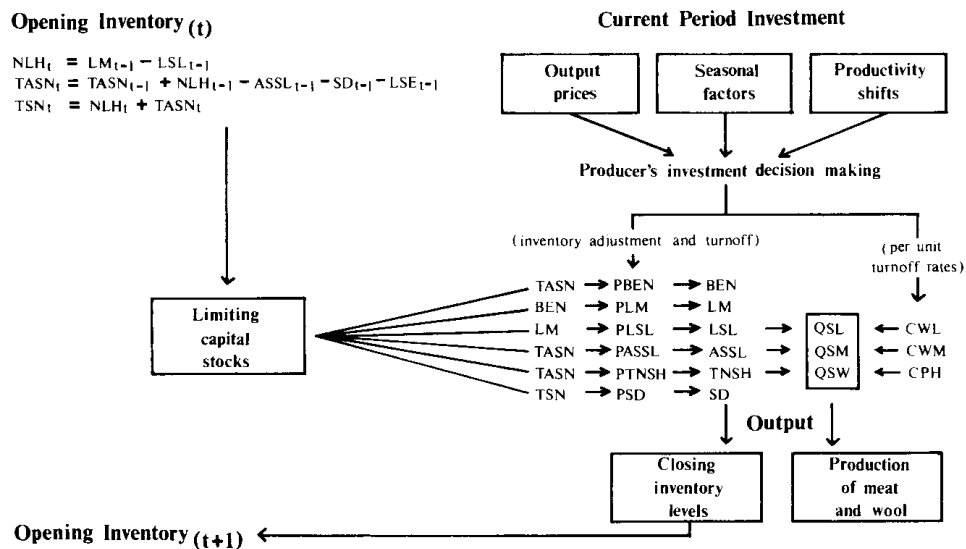 Opening Inventory (t)
NLHt = LMt-1 − LSLt-1
TASNt = TASNt-1 + NLHt-1 − ASSLt-1 − SDt-1 − LSEt-1
TSNt = NLHt + TASNt
Current Period Investment
Output
prices
Seasonal
factors
Productivity
shifts
Producer's investment decision making
(inventory adjustment and turnoff)
(per unit
turnoff rates)
Limiting
capital
stocks
TASN → PBEN → BEN
BEN → PLM → LM
LM → PLSL → LSL → QSL ← CWL
TASN → PASSL → ASSL → QSM ← CWM
TASN → PTNSH → TNSH → QSW ← CPH
TSN → PSD → SD
Output
Closing
inventory
levels
Production
of meat
and wool
Opening Inventory (t+1)